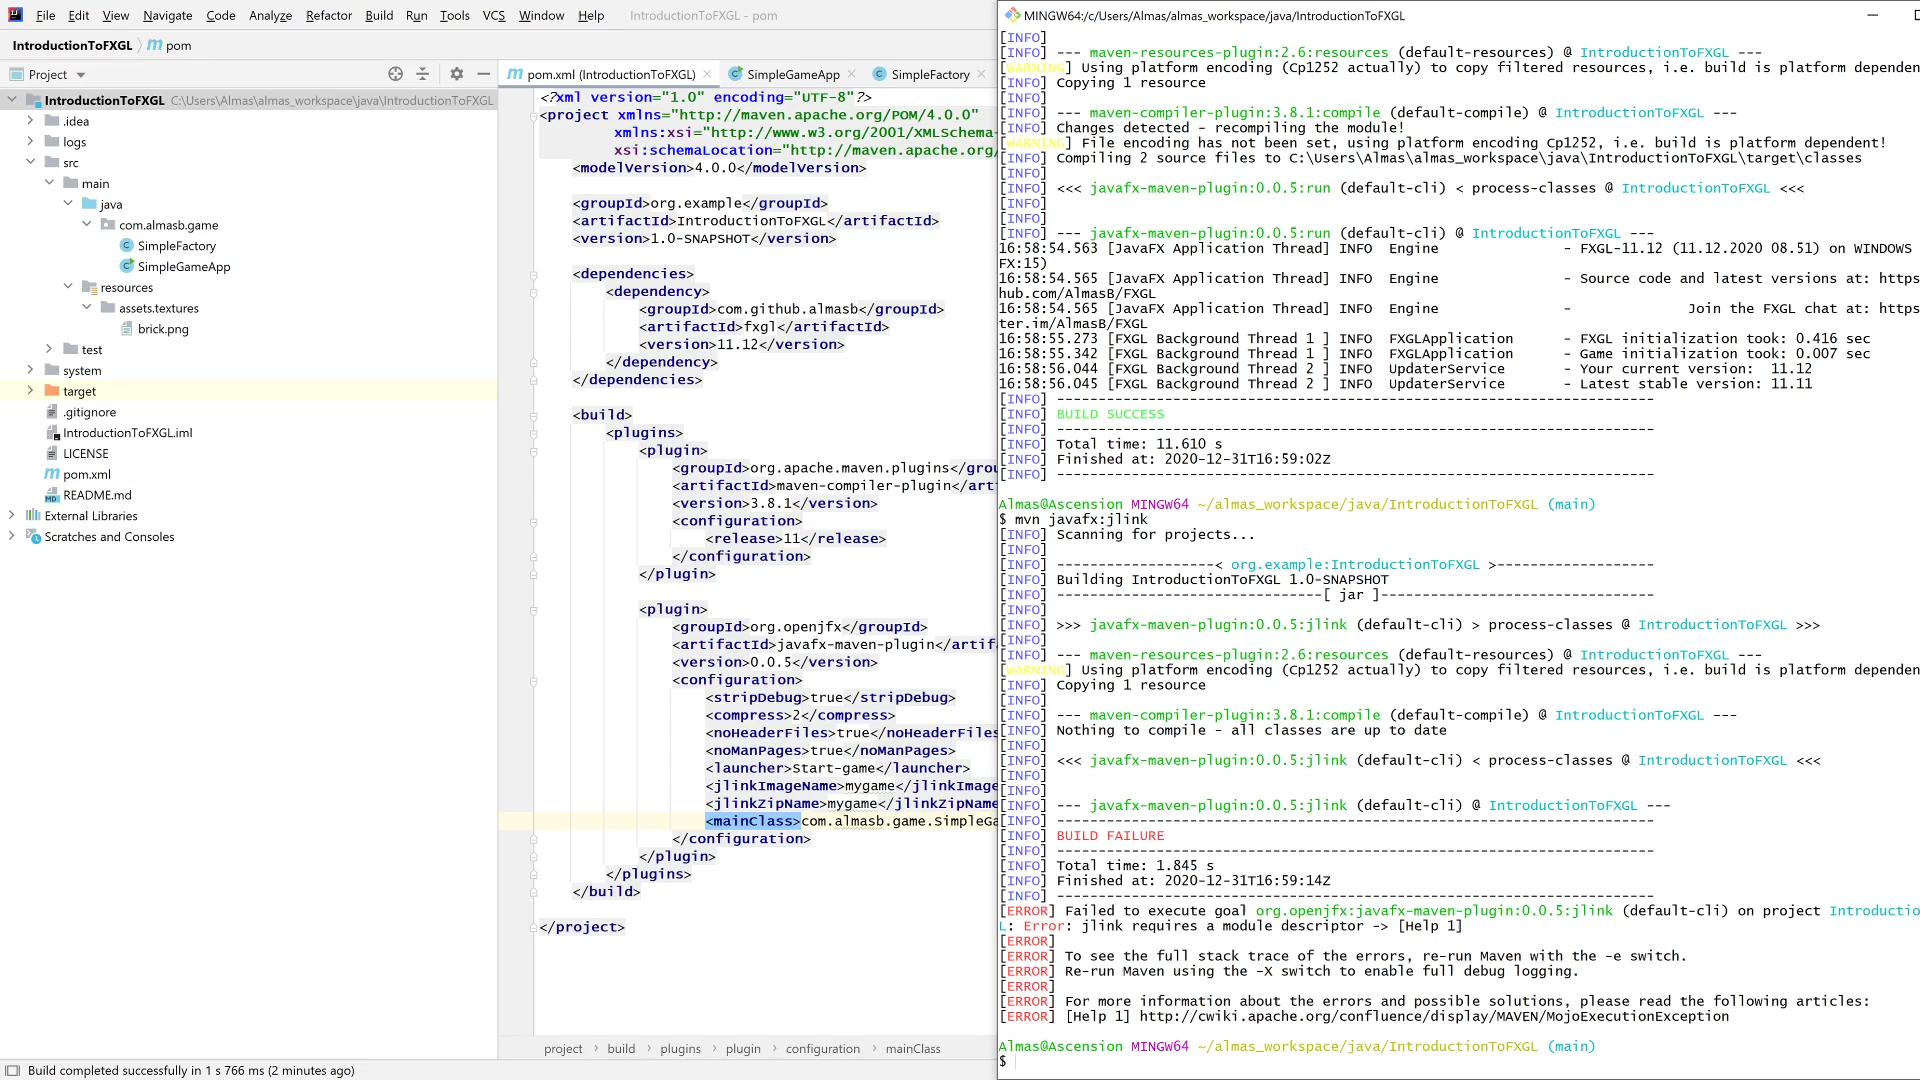 File Edit View Navigate Code Analyze Refactor Build Run Tools VCS Window Help IntroductionToFXGL - pom
IntroductionToFXGL pom
Project
IntroductionToFXGL C:\Users\Almas\almas_workspace\java\IntroductionToFXGL
.idea
logs
src
main
java
com.almasb.game
SimpleFactory
SimpleGameApp
resources
assets.textures
brick.png
test
system
target
.gitignore
IntroductionToFXGL.iml
LICENSE
pom.xml
README.md
External Libraries
Scratches and Consoles
pom.xml (IntroductionToFXGL) SimpleGameApp SimpleFactory
<?xml version="1.0" encoding="UTF-8"?>
<project xmlns="http://maven.apache.org/POM/4.0.0"
xmlns:xsi="http://www.w3.org/2001/XMLSchema-
xsi:schemaLocation="http://maven.apache.org/
<modelVersion>4.0.0</modelVersion>
<groupId>org.example</groupId>
<artifactId>IntroductionToFXGL</artifactId>
<version>1.0-SNAPSHOT</version>
<dependencies>
<dependency>
<groupId>com.github.almasb</groupId>
<artifactId>fxgl</artifactId>
<version>11.12</version>
</dependency>
</dependencies>
<build>
<plugins>
<plugin>
<groupId>org.apache.maven.plugins</grou
<artifactId>maven-compiler-plugin</art
<version>3.8.1</version>
<configuration>
<release>11</release>
</configuration>
</plugin>
<plugin>
<groupId>org.openjfx</groupId>
<artifactId>javafx-maven-plugin</artif
<version>0.0.5</version>
<configuration>
<stripDebug>true</stripDebug>
<compress>2</compress>
<noHeaderFiles>true</noHeaderFiles
<noManPages>true</noManPages>
<launcher>Start-game</launcher>
<jlinkImageName>mygame</jlinkImage
<jlinkZipName>mygame</jlinkZipName
<mainClass>com.almasb.game.SimpleGa
</configuration>
</plugin>
</plugins>
</build>
</project>
project build plugins plugin configuration mainClass
Build completed successfully in 1 s 766 ms (2 minutes ago)
MINGW64:/c/Users/Almas/almas_workspace/java/IntroductionToFXGL
[INFO]
[INFO] --- maven-resources-plugin:2.6:resources (default-resources) @ IntroductionToFXGL ---
[WARNING] Using platform encoding (Cp1252 actually) to copy filtered resources, i.e. build is platform dependen
[INFO] Copying 1 resource
[INFO]
[INFO] --- maven-compiler-plugin:3.8.1:compile (default-compile) @ IntroductionToFXGL ---
[INFO] Changes detected - recompiling the module!
[WARNING] File encoding has not been set, using platform encoding Cp1252, i.e. build is platform dependent!
[INFO] Compiling 2 source files to C:\Users\Almas\almas_workspace\java\IntroductionToFXGL\target\classes
[INFO]
[INFO] <<< javafx-maven-plugin:0.0.5:run (default-cli) < process-classes @ IntroductionToFXGL <<<
[INFO]
[INFO]
[INFO] --- javafx-maven-plugin:0.0.5:run (default-cli) @ IntroductionToFXGL ---
16:58:54.563 [JavaFX Application Thread] INFO Engine - FXGL-11.12 (11.12.2020 08.51) on WINDOWS
FX:15)
16:58:54.565 [JavaFX Application Thread] INFO Engine - Source code and latest versions at: https
hub.com/AlmasB/FXGL
16:58:54.565 [JavaFX Application Thread] INFO Engine - Join the FXGL chat at: https
ter.im/AlmasB/FXGL
16:58:55.273 [FXGL Background Thread 1 ] INFO FXGLApplication - FXGL initialization took: 0.416 sec
16:58:55.342 [FXGL Background Thread 1 ] INFO FXGLApplication - Game initialization took: 0.007 sec
16:58:56.044 [FXGL Background Thread 2 ] INFO UpdaterService - Your current version: 11.12
16:58:56.045 [FXGL Background Thread 2 ] INFO UpdaterService - Latest stable version: 11.11
[INFO] ------------------------------------------------------------------------
[INFO] BUILD SUCCESS
[INFO] ------------------------------------------------------------------------
[INFO] Total time: 11.610 s
[INFO] Finished at: 2020-12-31T16:59:02Z
[INFO] ------------------------------------------------------------------------
Almas@Ascension MINGW64 ~/almas_workspace/java/IntroductionToFXGL (main)
$ mvn javafx:jlink
[INFO] Scanning for projects...
[INFO]
[INFO] -------------------< org.example:IntroductionToFXGL >-------------------
[INFO] Building IntroductionToFXGL 1.0-SNAPSHOT
[INFO] --------------------------------[ jar ]---------------------------------
[INFO]
[INFO] >>> javafx-maven-plugin:0.0.5:jlink (default-cli) > process-classes @ IntroductionToFXGL >>>
[INFO]
[INFO] --- maven-resources-plugin:2.6:resources (default-resources) @ IntroductionToFXGL ---
[WARNING] Using platform encoding (Cp1252 actually) to copy filtered resources, i.e. build is platform dependen
[INFO] Copying 1 resource
[INFO]
[INFO] --- maven-compiler-plugin:3.8.1:compile (default-compile) @ IntroductionToFXGL ---
[INFO] Nothing to compile - all classes are up to date
[INFO]
[INFO] <<< javafx-maven-plugin:0.0.5:jlink (default-cli) < process-classes @ IntroductionToFXGL <<<
[INFO]
[INFO]
[INFO] --- javafx-maven-plugin:0.0.5:jlink (default-cli) @ IntroductionToFXGL ---
[INFO] ------------------------------------------------------------------------
[INFO] BUILD FAILURE
[INFO] ------------------------------------------------------------------------
[INFO] Total time: 1.845 s
[INFO] Finished at: 2020-12-31T16:59:14Z
[INFO] ------------------------------------------------------------------------
[ERROR] Failed to execute goal org.openjfx:javafx-maven-plugin:0.0.5:jlink (default-cli) on project Introductio
L: Error: jlink requires a module descriptor -> [Help 1]
[ERROR]
[ERROR] To see the full stack trace of the errors, re-run Maven with the -e switch.
[ERROR] Re-run Maven using the -X switch to enable full debug logging.
[ERROR]
[ERROR] For more information about the errors and possible solutions, please read the following articles:
[ERROR] [Help 1] http://cwiki.apache.org/confluence/display/MAVEN/MojoExecutionException
Almas@Ascension MINGW64 ~/almas_workspace/java/IntroductionToFXGL (main)
$